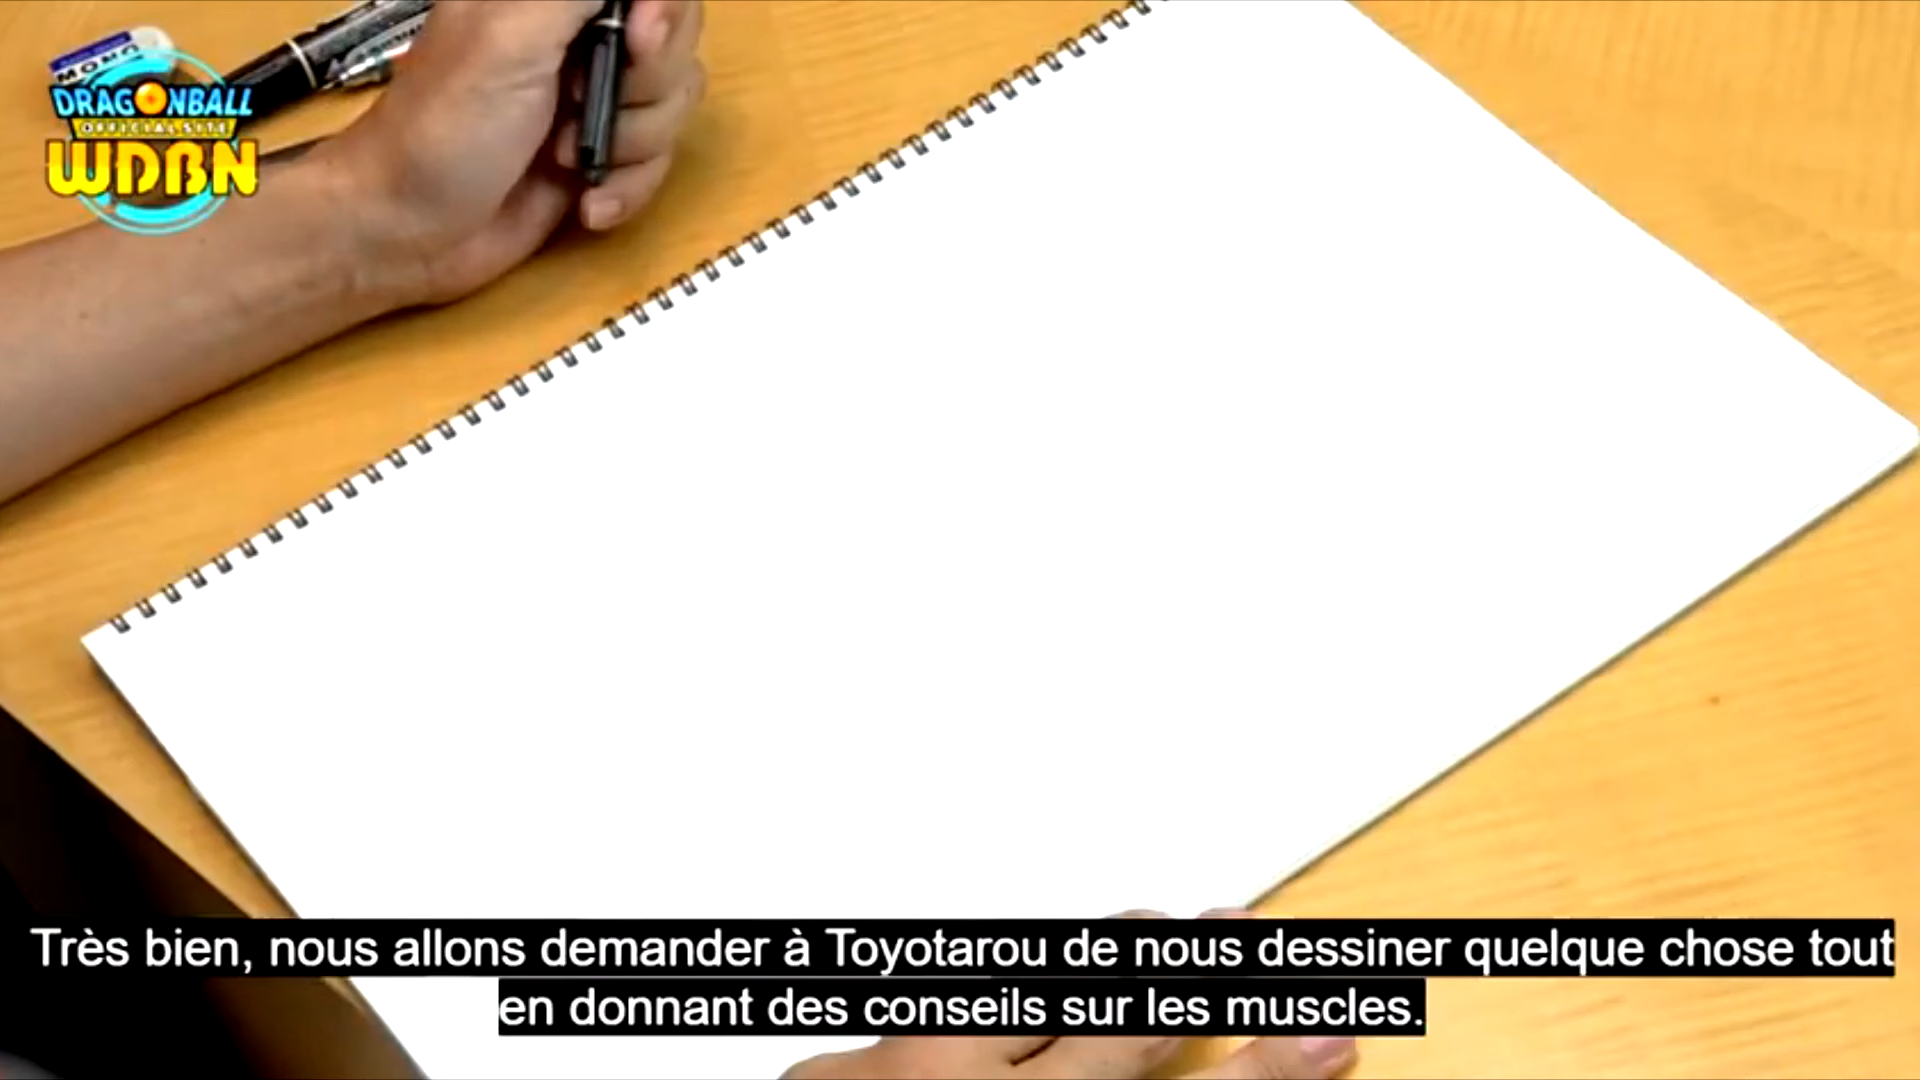 MONO
DRAGONBALL
OFFICIAL SITE
WDBN
Très bien, nous allons demander à Toyotarou de nous dessiner quelque chose tout
en donnant des conseils sur les muscles.